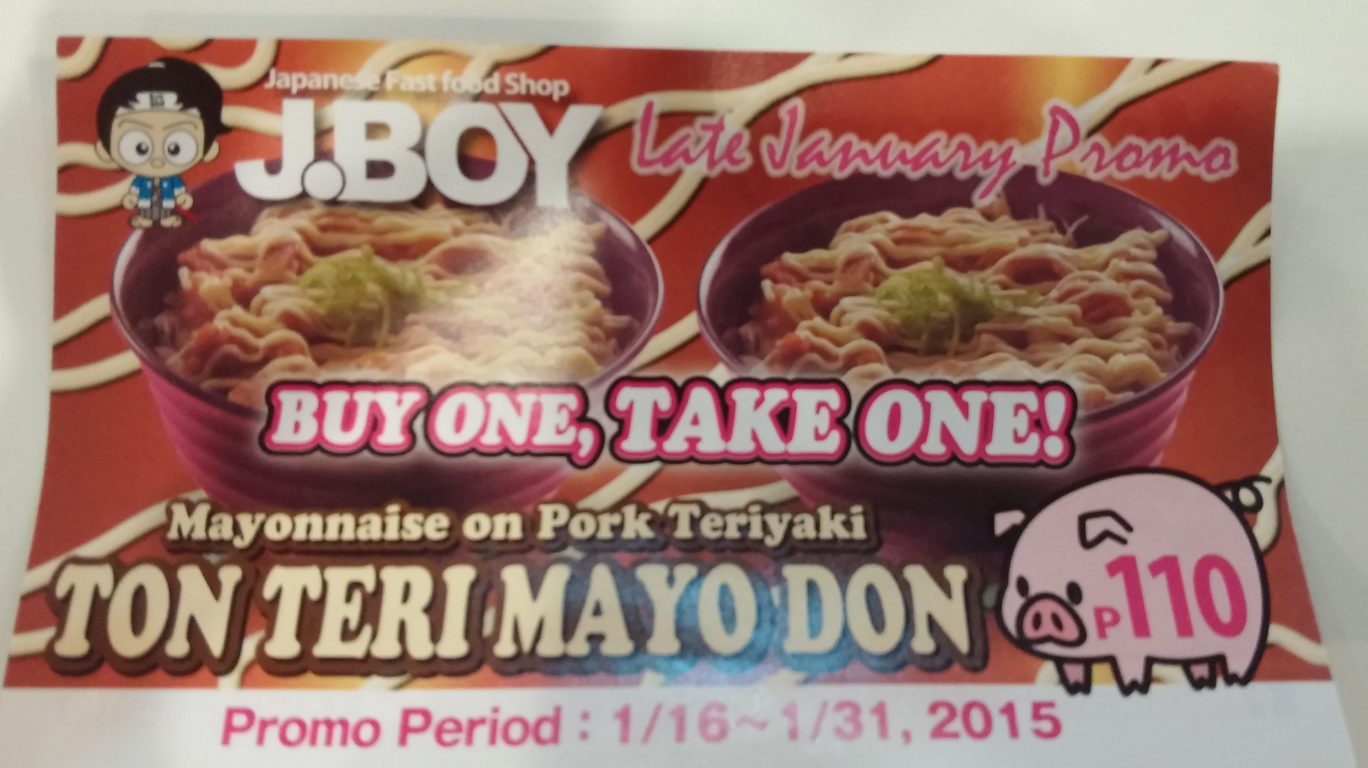 Japanese Fast food Shop
J.BOY
Late January Promo
BUY ONE, TAKE ONE!
Mayonnaise on Pork Teriyaki
TON TERI MAYO DON
P110
Promo Period : 1/16~1/31, 2015